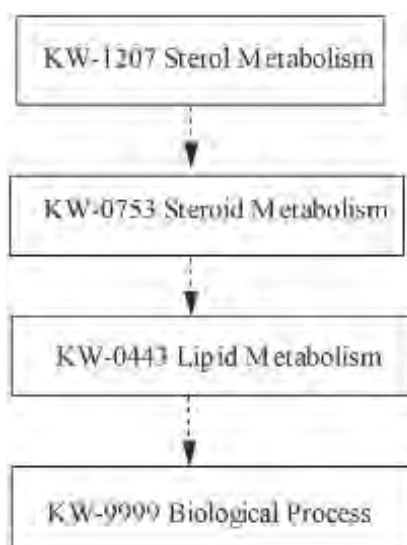 KW-1207 Sterol Metabolism
KW-0753 Steroid Metabolism
KW-0443 Lipid Metabolism
KW-9999 Biological Process